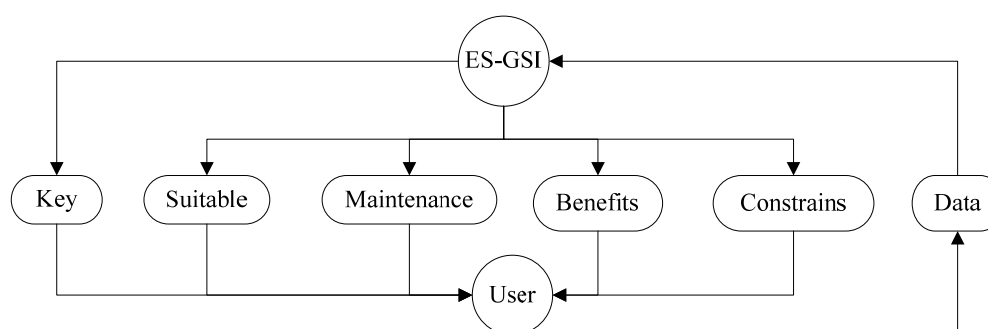 ES-GSI
Key
Suitable
Maintenance
Benefits
Constrains
Data
User